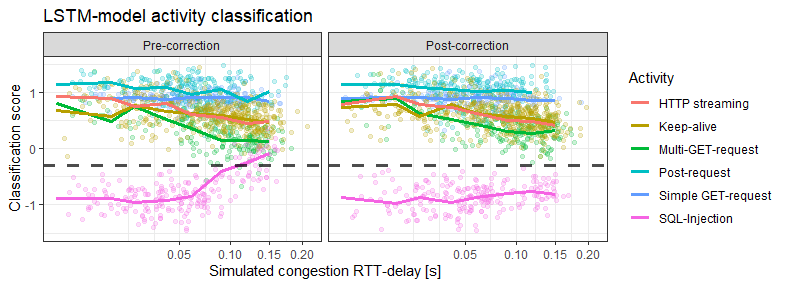 LSTM-model activity classification
Pre-correction
Post-correction
Classification score
1
0
-1
0.05
0.10
0.15
0.20
0.05
0.10
0.15
0.20
Simulated congestion RTT-delay [s]
Activity
HTTP streaming
Keep-alive
Multi-GET-request
Post-request
Simple GET-request
SQL-Injection